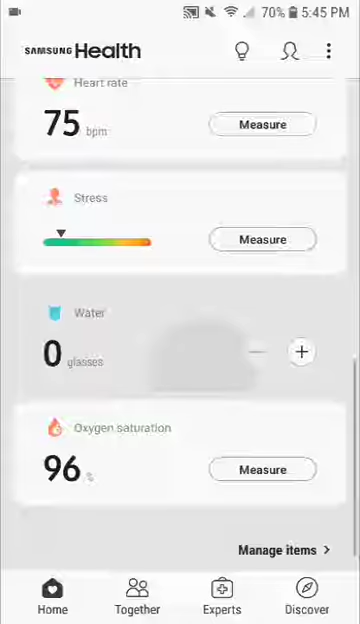 70% 5:45 PM
SAMSUNG Health
Heart rate
75 bpm
Measure
Stress
Measure
Water
0 glasses
Oxygen saturation
96 %
Measure
Manage items
Home
Together
Experts
Discover